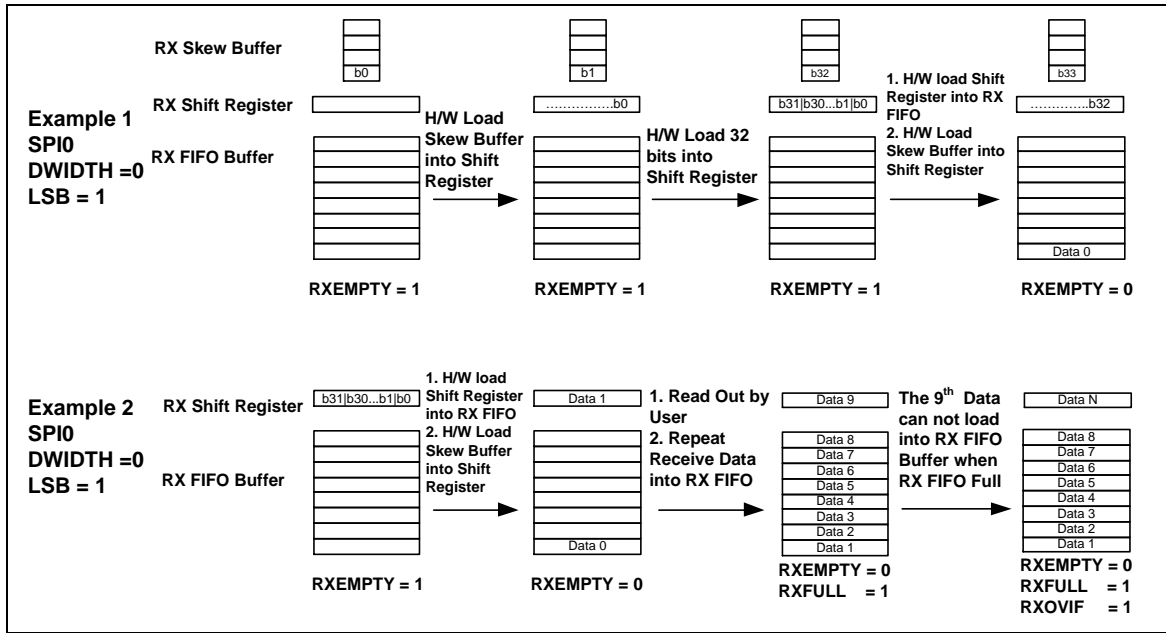 RX Skew Buffer
b0
b1
b32
b33
Example 1
SPI0
DWIDTH =0
LSB = 1
RX Shift Register
RX FIFO Buffer
H/W Load
Skew Buffer
into Shift
Register
................b0
H/W Load 32
bits into
Shift Register
b31|b30...b1|b0
1. H/W load Shift
Register into RX
FIFO
2. H/W Load
Skew Buffer into
Shift Register
..............b32
Data 0
RXEMPTY = 1
RXEMPTY = 1
RXEMPTY = 1
RXEMPTY = 0
Example 2
SPI0
DWIDTH =0
LSB = 1
RX Shift Register
RX FIFO Buffer
b31|b30...b1|b0
RXEMPTY = 1
1. H/W load
Shift Register
into RX FIFO
2. H/W Load
Skew Buffer
into Shift
Register
Data 1
Data 0
RXEMPTY = 0
1. Read Out by
User
2. Repeat
Receive Data
into RX FIFO
Data 9
Data 8
Data 7
Data 6
Data 5
Data 4
Data 3
Data 2
Data 1
RXEMPTY = 0
RXFULL = 1
The 9th Data
can not load
into RX FIFO
Buffer when
RX FIFO Full
Data N
Data 8
Data 7
Data 6
Data 5
Data 4
Data 3
Data 2
Data 1
RXEMPTY = 0
RXFULL = 1
RXOVIF = 1